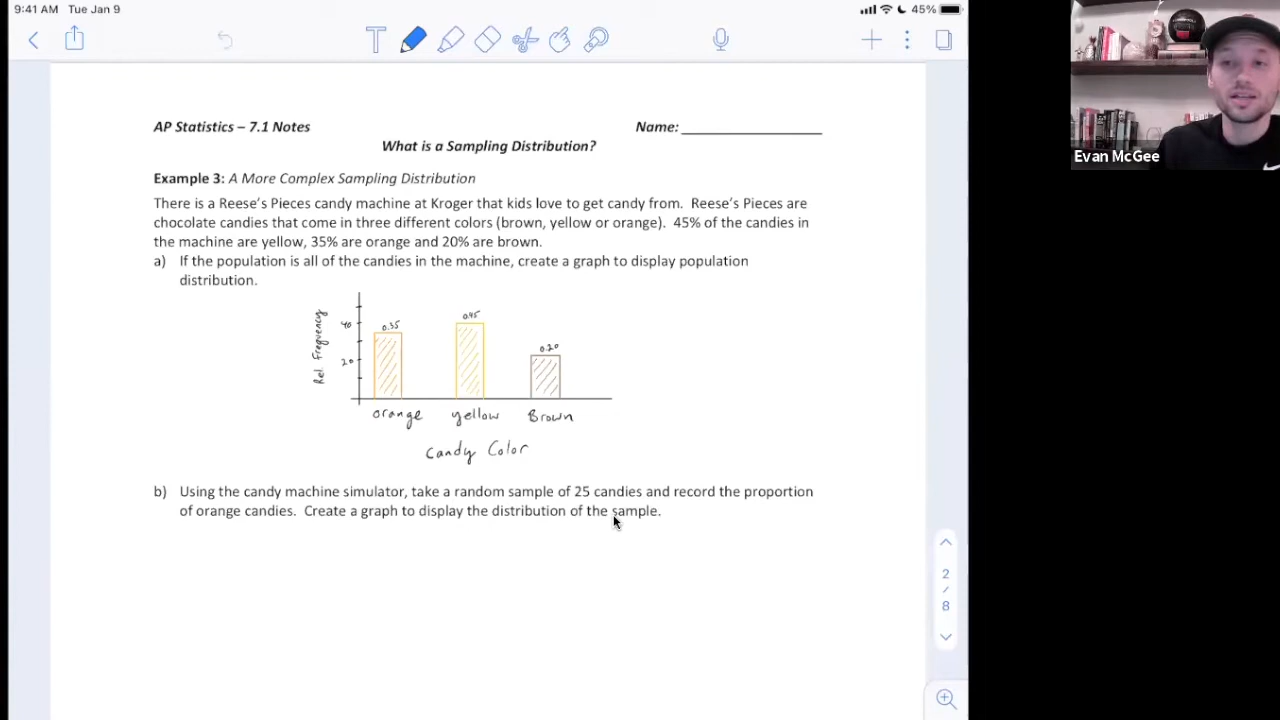 9:41 AM Tue Jan 9
45%
AP Statistics – 7.1 Notes
Name: ________________
What is a Sampling Distribution?
Example 3: A More Complex Sampling Distribution
There is a Reese's Pieces candy machine at Kroger that kids love to get candy from. Reese's Pieces are
chocolate candies that come in three different colors (brown, yellow or orange). 45% of the candies in
the machine are yellow, 35% are orange and 20% are brown.
a) If the population is all of the candies in the machine, create a graph to display population
distribution.
Rel. Frequency
40
20
0.35
0.45
0.20
orange yellow Brown
Candy Color
b) Using the candy machine simulator, take a random sample of 25 candies and record the proportion
of orange candies. Create a graph to display the distribution of the sample.
2
/
8
Evan McGee